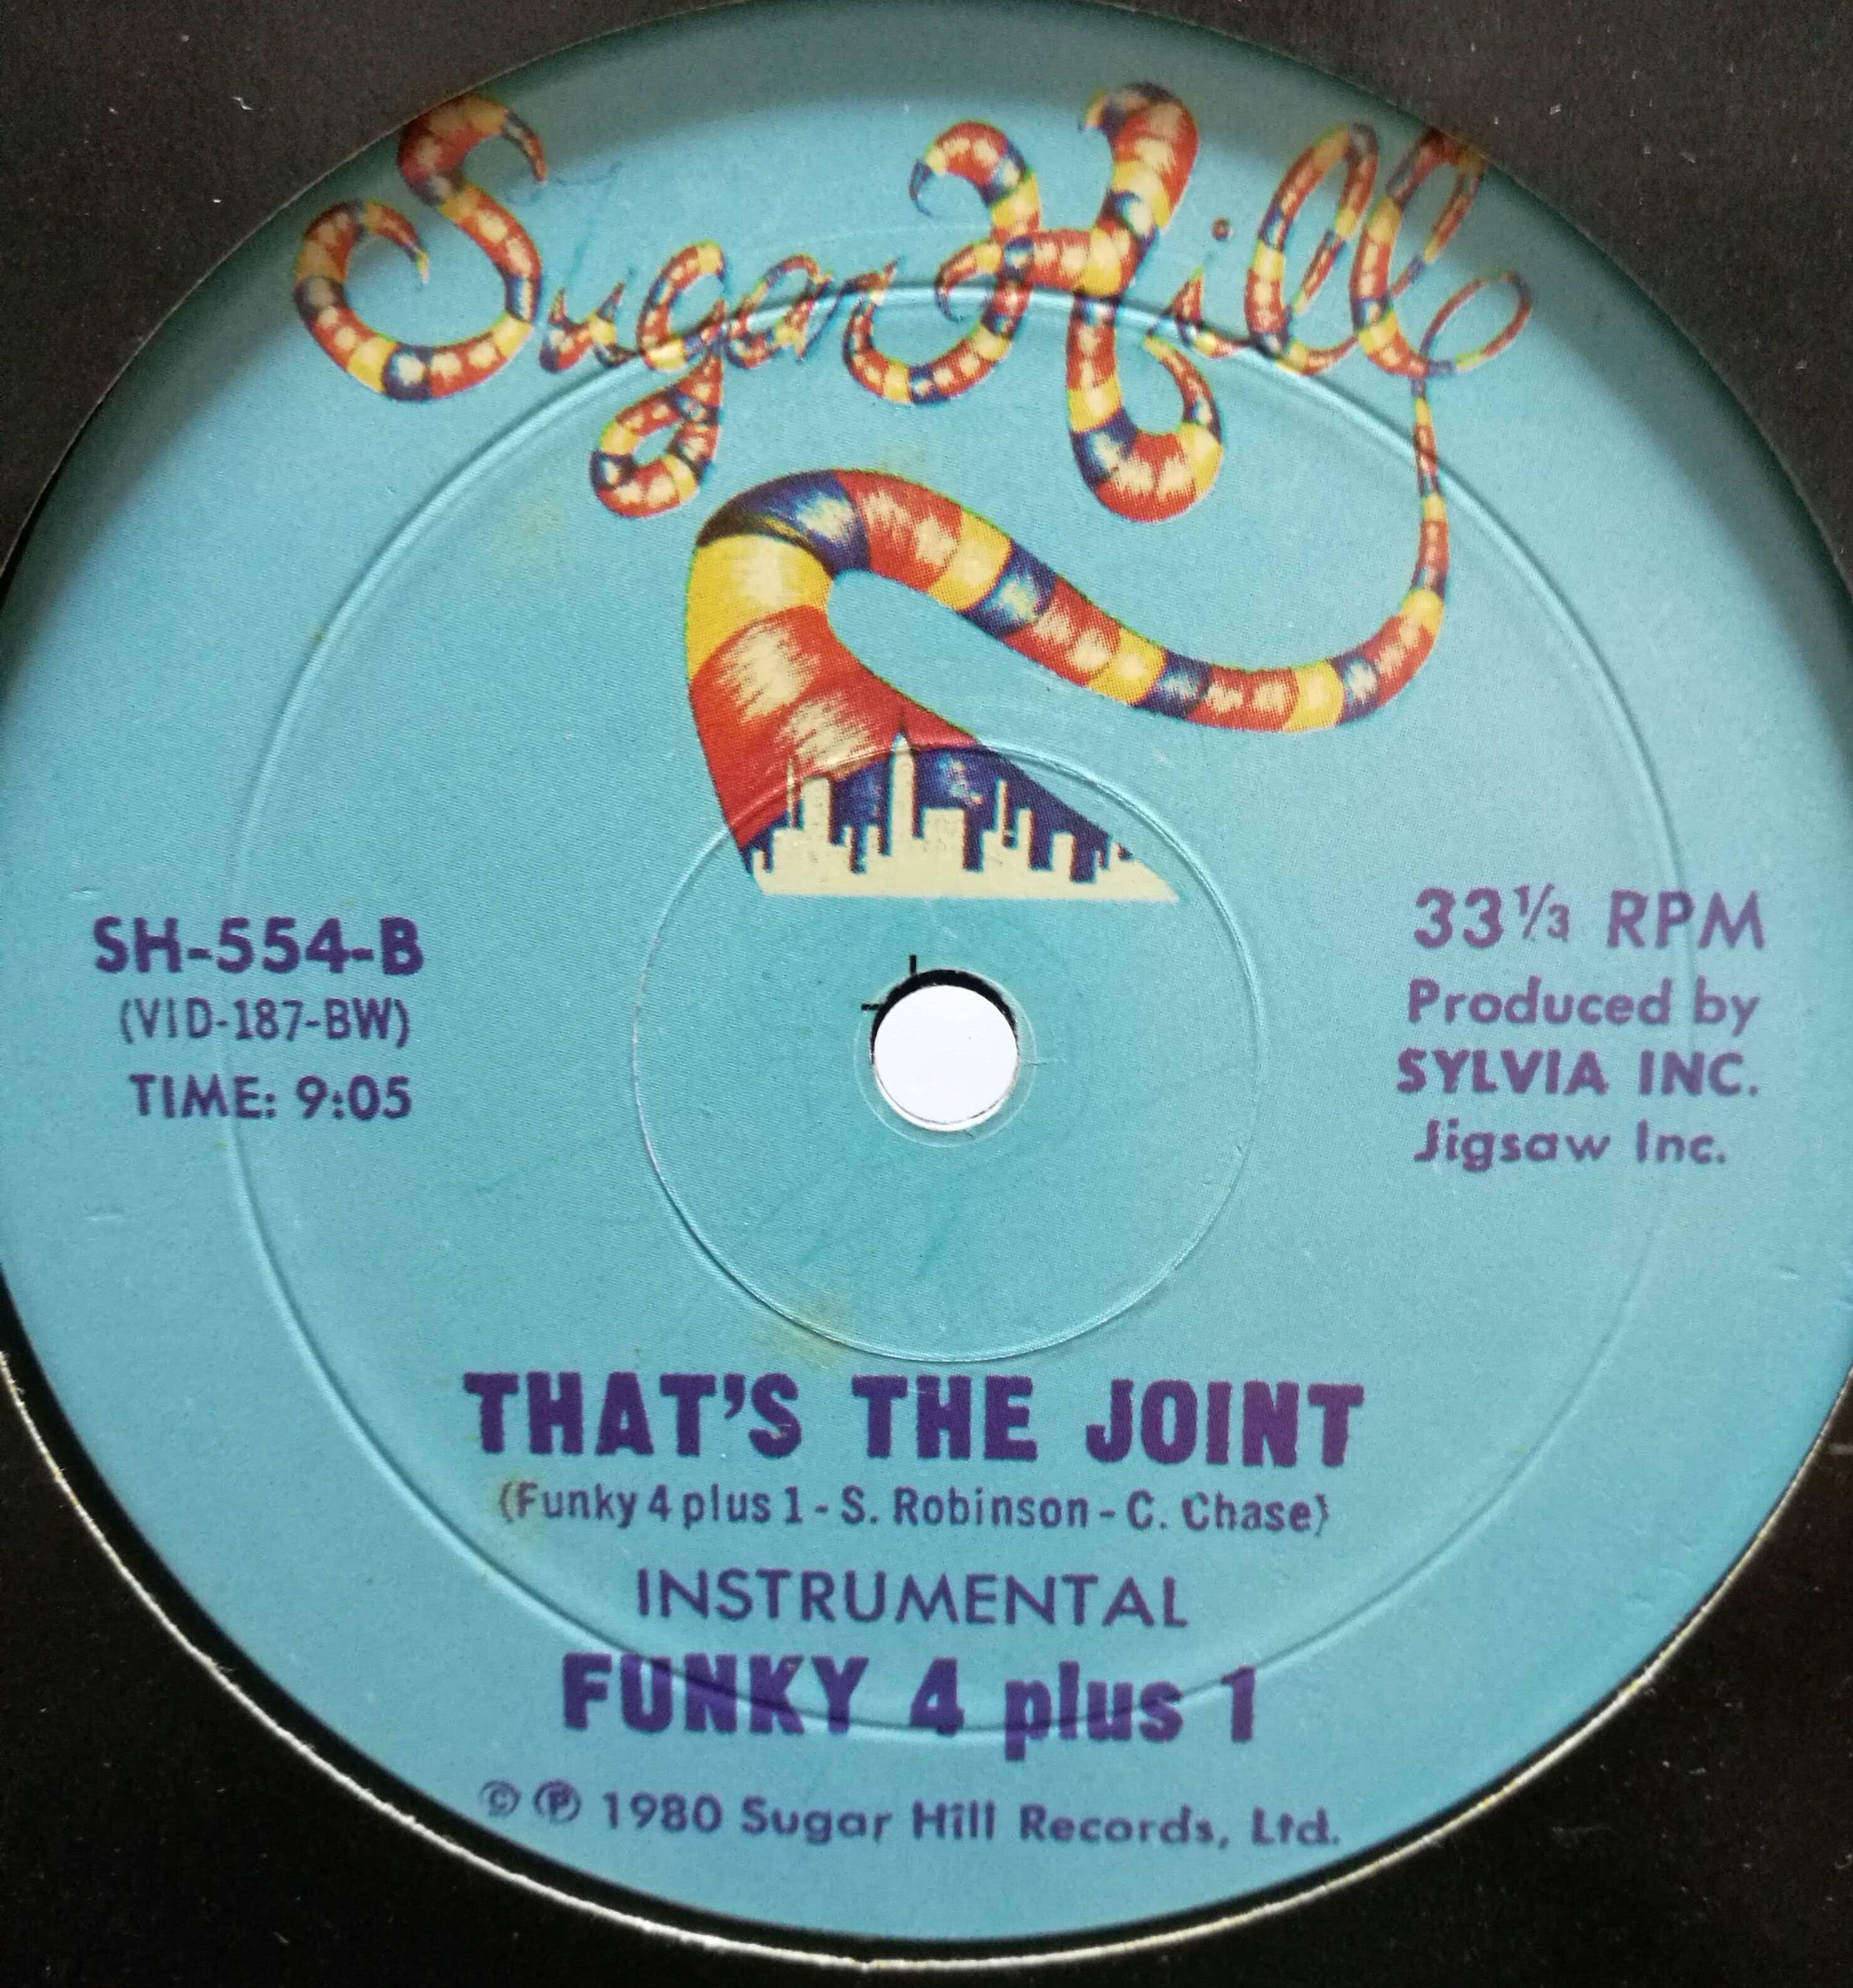 Sugar Hill
SH-554-B
(VID-187-BW)
TIME: 9:05
33⅓ RPM
Produced by
SYLVIA INC.
Jigsaw Inc.
THAT'S THE JOINT
(Funky 4 plus 1 - S. Robinson - C. Chase)
INSTRUMENTAL
FUNKY 4 plus 1
© ℗ 1980 Sugar Hill Records, Ltd.